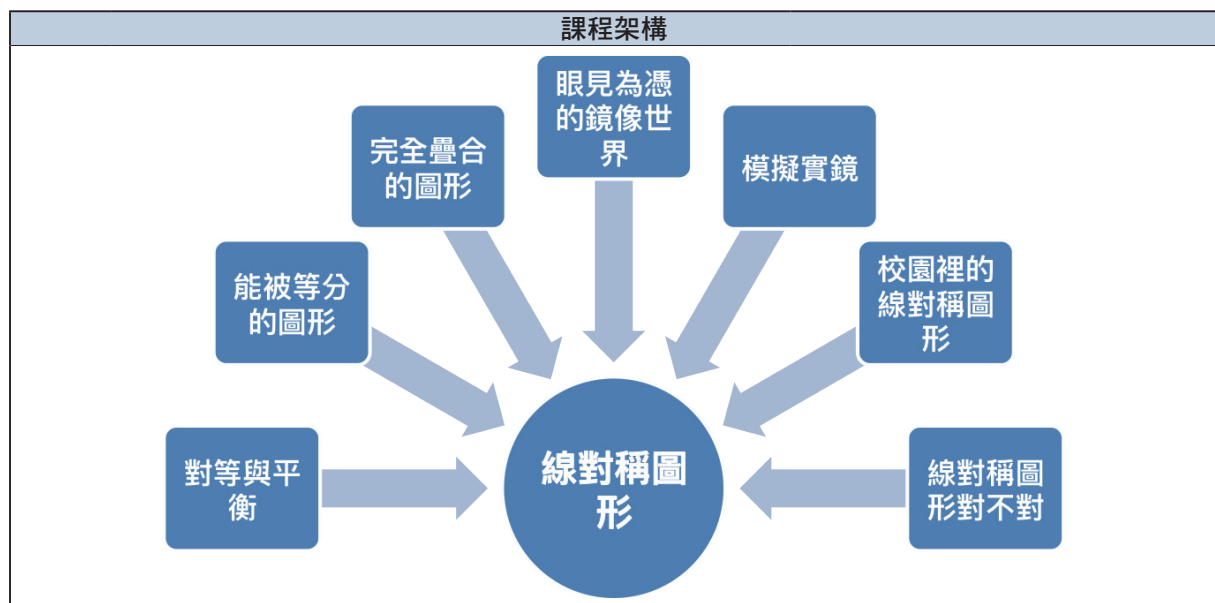 課程架構
眼見為憑
的鏡像世
界
完全疊合
的圖形
模擬實鏡
能被等分
的圖形
校園裡的
線對稱圖
形
對等與平
衡
線對稱圖
形
線對稱圖
形對不對